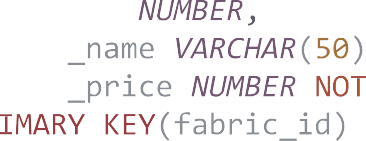 NUMBER,
_name VARCHAR(50)
_price NUMBER NOT
IMARY KEY(fabric_id)